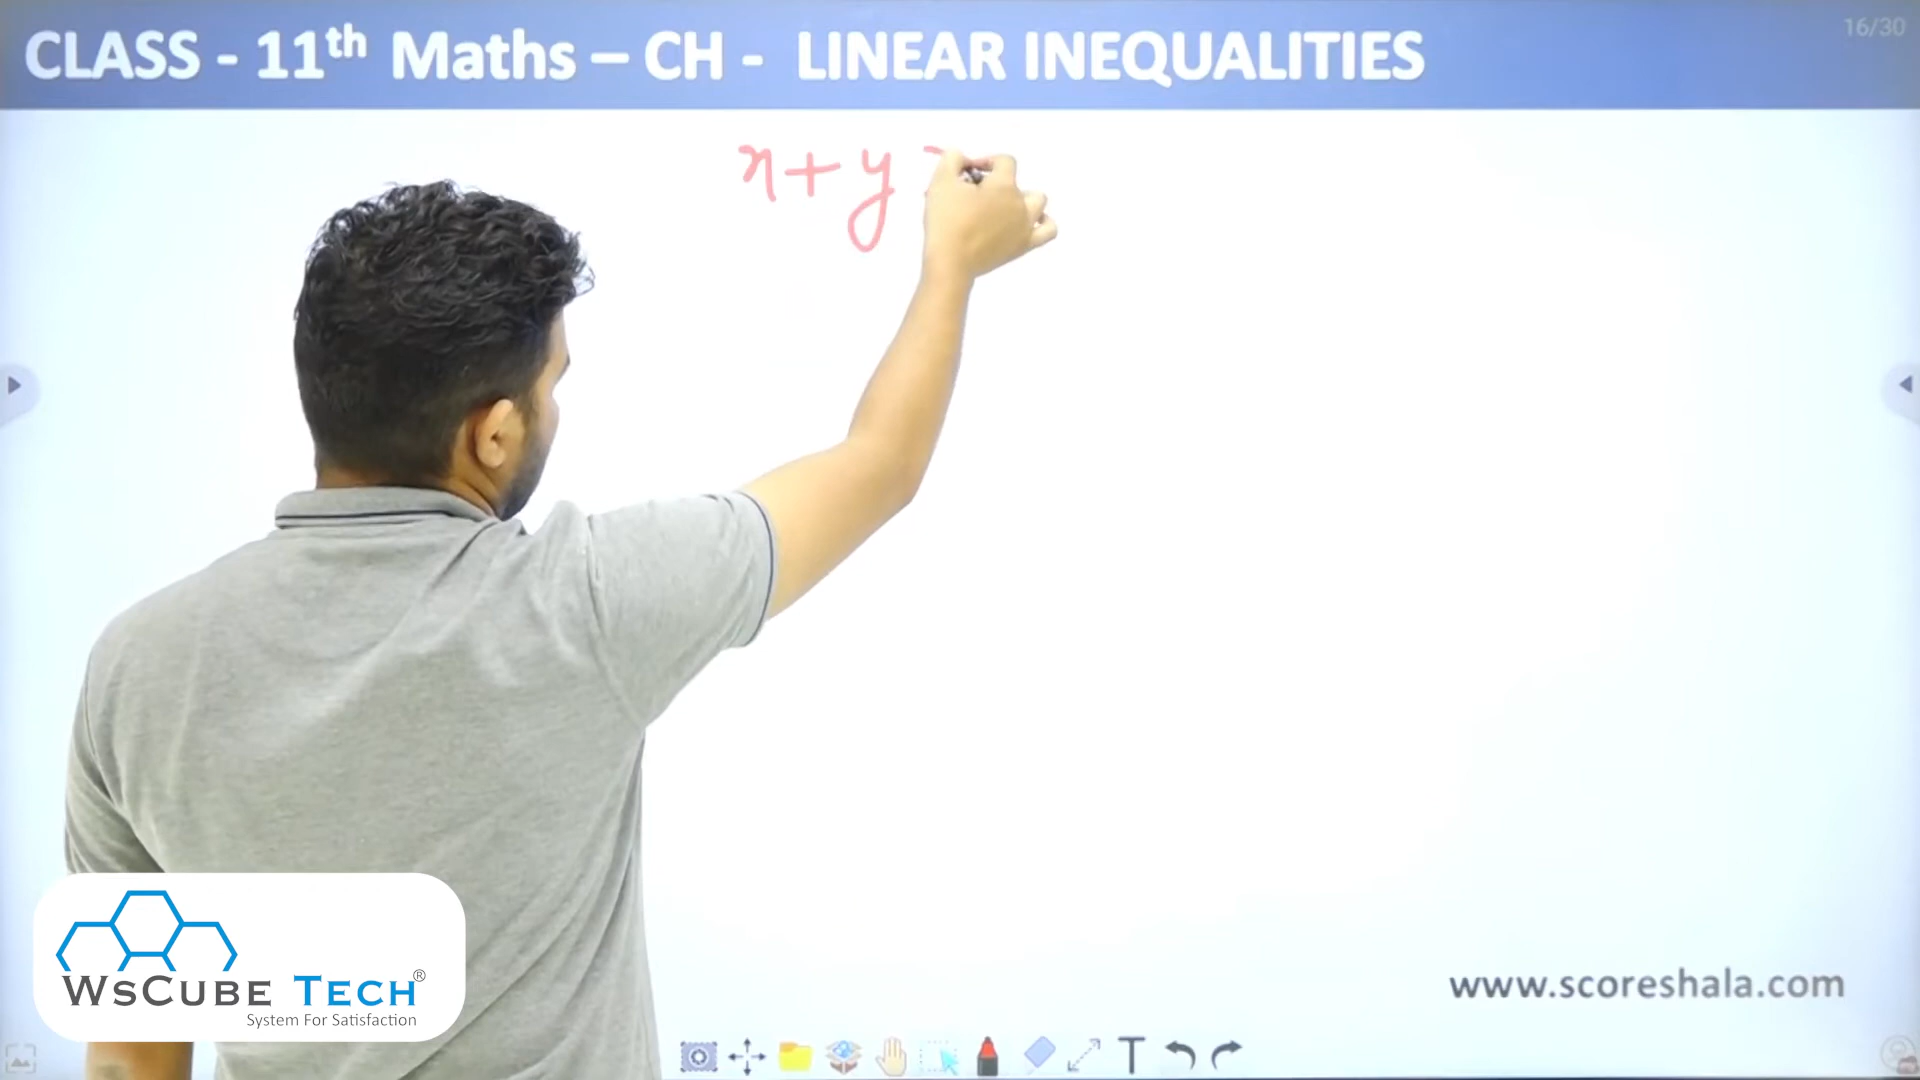 CLASS - 11th Maths – CH - LINEAR INEQUALITIES
16/30
x+y
WSCUBE TECH®
System For Satisfaction
www.scoreshala.com
T